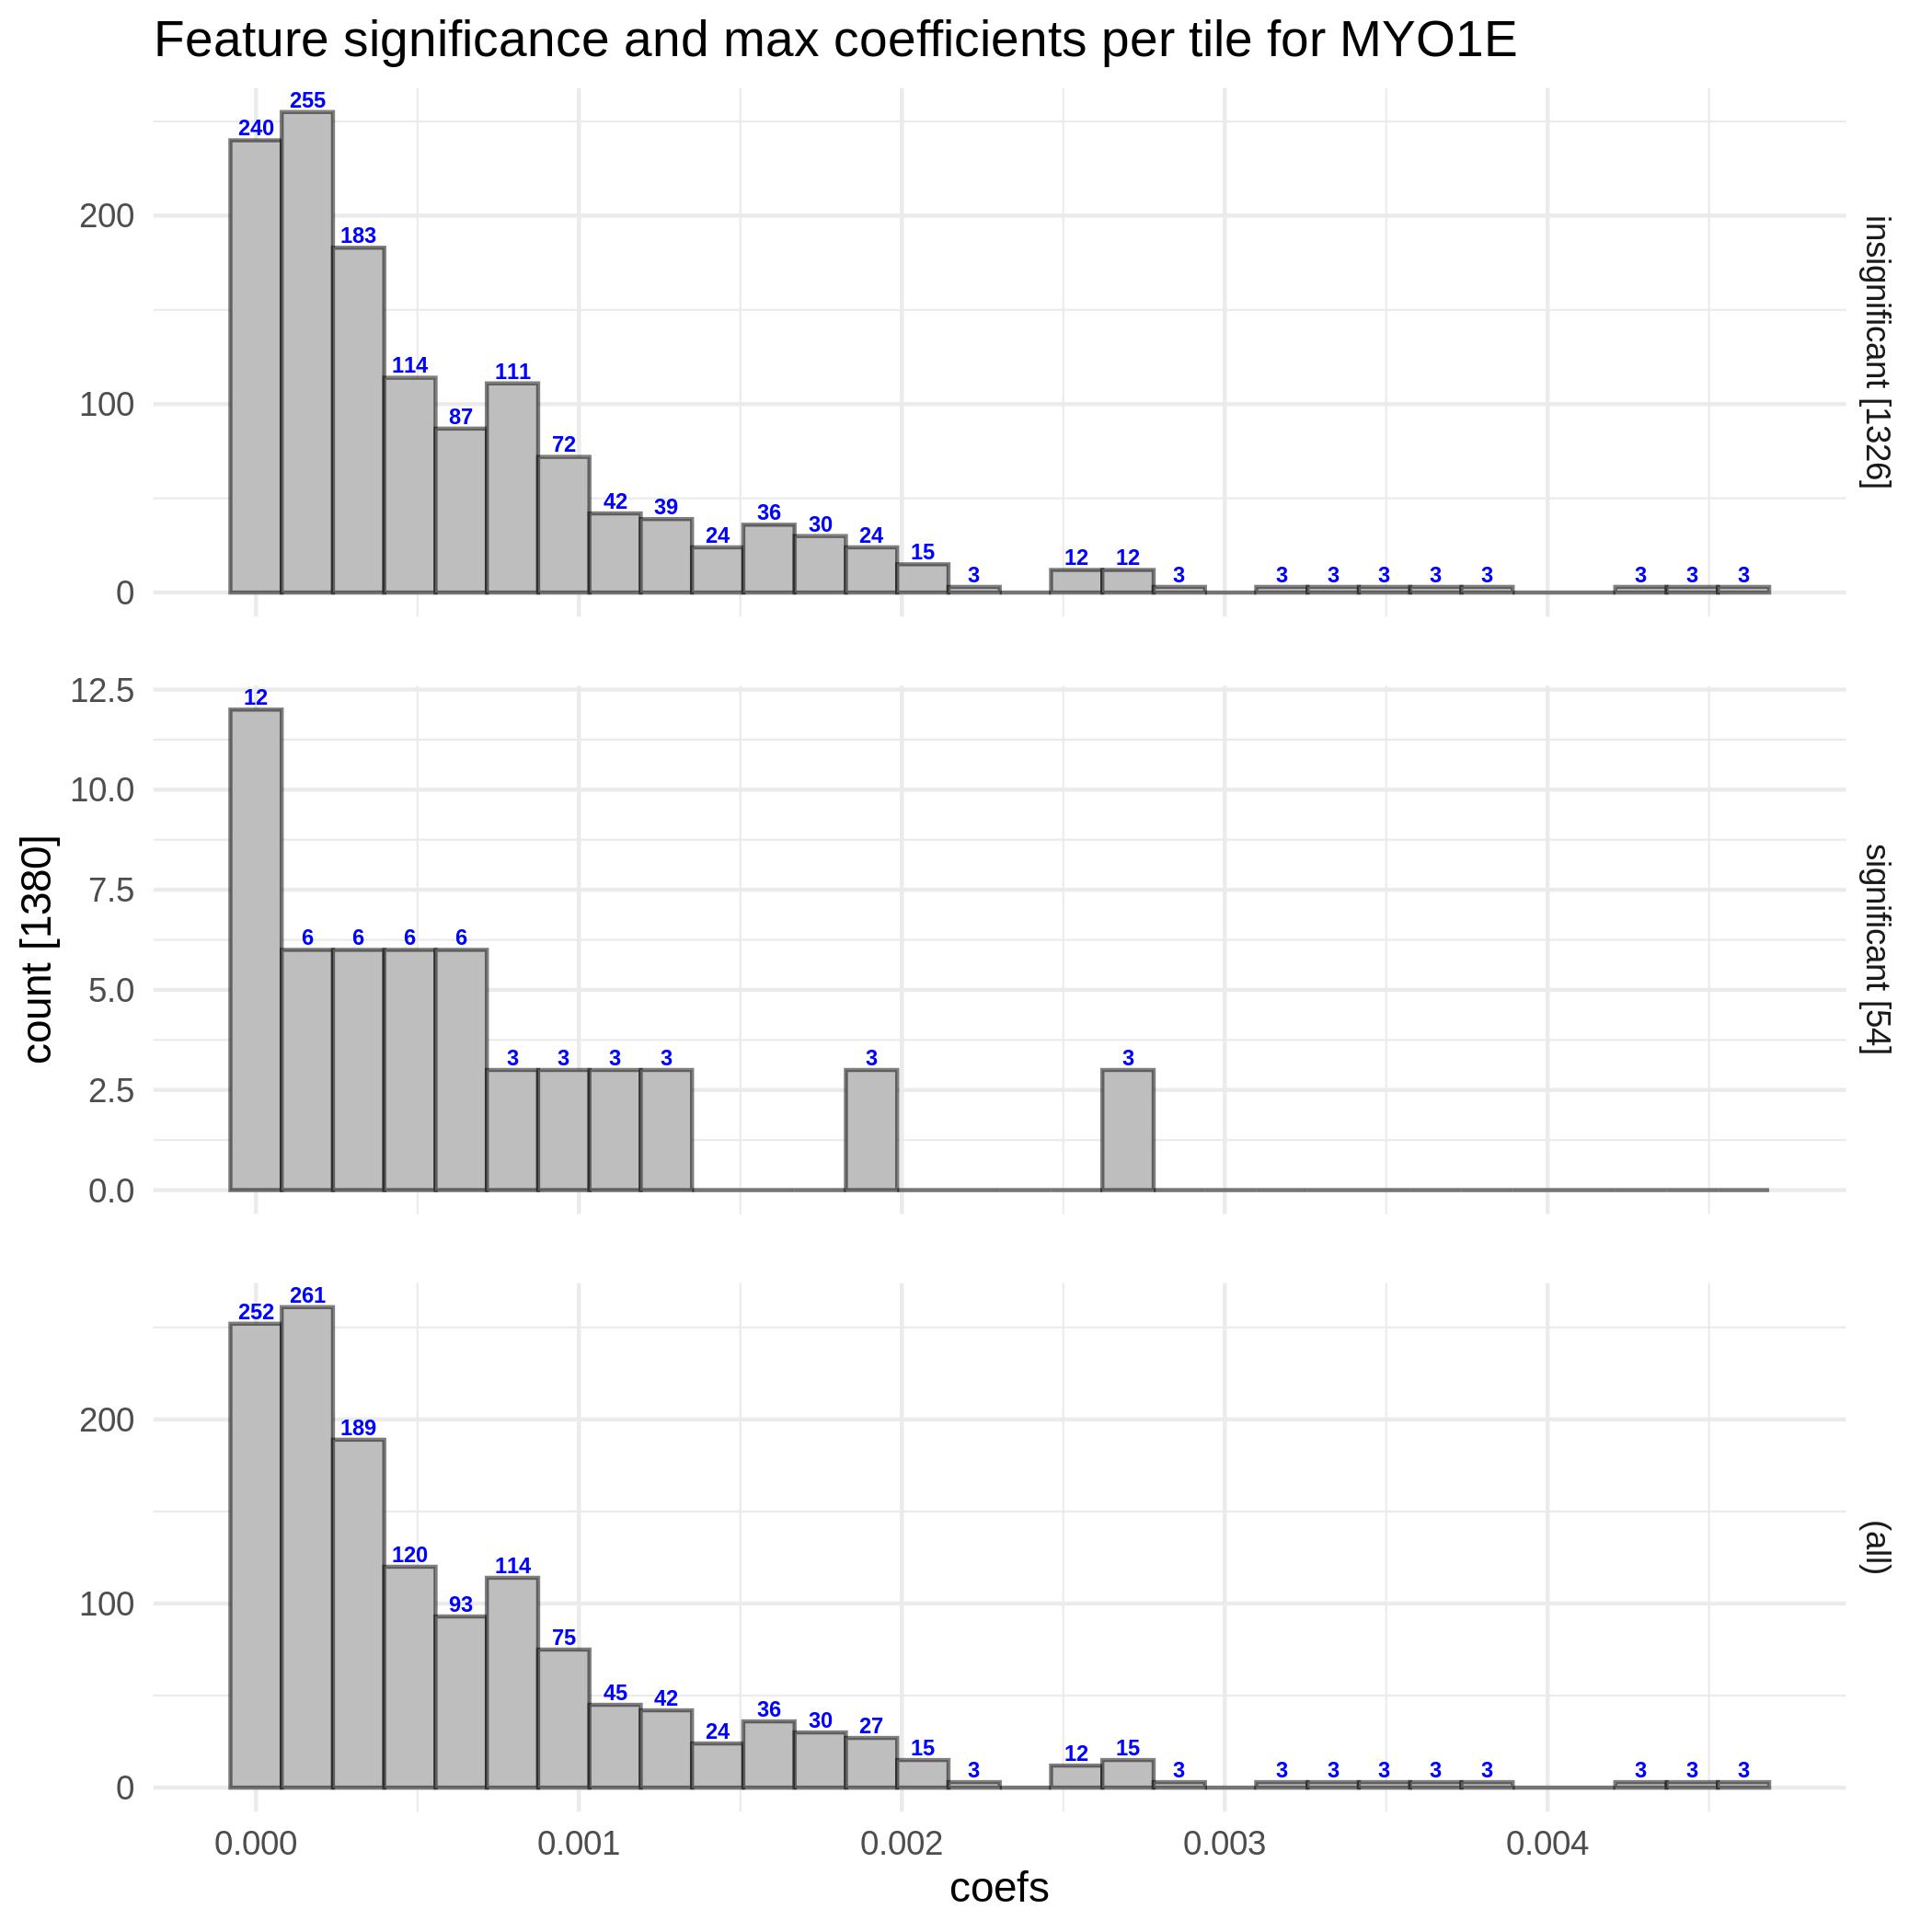 Feature significance and max coefficients per tile for MYO1E
240 255 183 114 87 111 72 42 39 24 36 30 24 15 3 12 12 3 3 3 3 3 3 3 3 3
200
100
0
insignificant [1326]
12 6 6 6 6 3 3 3 3 3 3
12.5
10.0
7.5
5.0
2.5
0.0
significant [54]
count [1380]
252 261 189 120 93 114 75 45 42 24 36 30 27 15 3 12 15 3 3 3 3 3 3 3 3 3
200
100
0
(all)
0.000 0.001 0.002 0.003 0.004
coefs